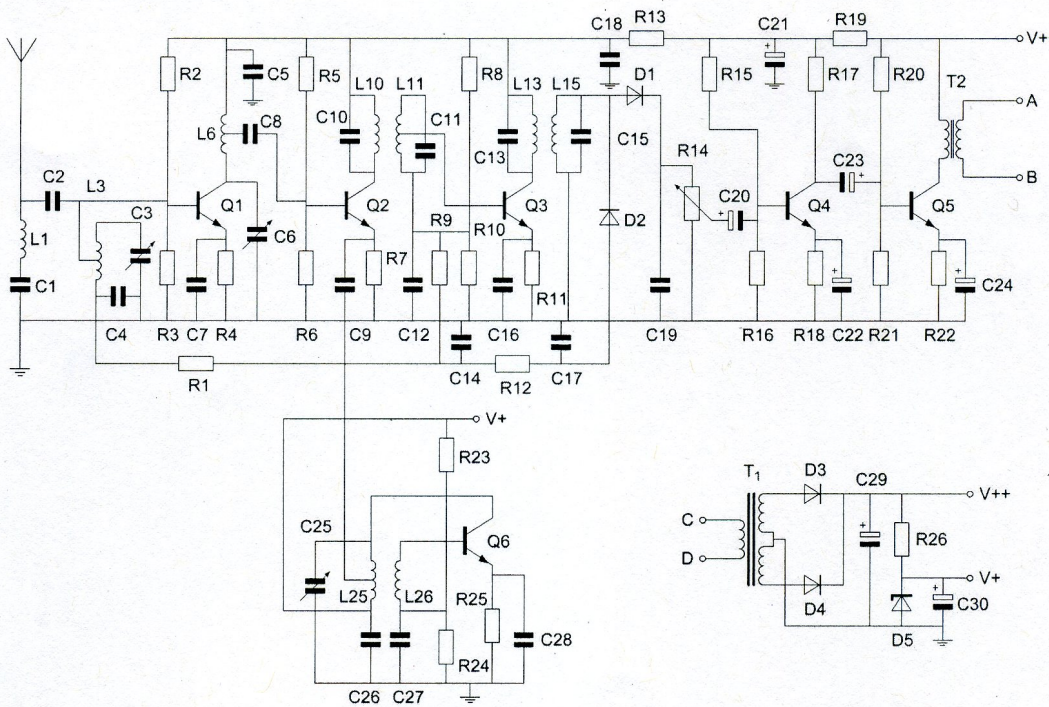 C18 R13 C21 R19
V+
R2 C5 R5 L10 L11 R8 L13 L15 D1 R15 R17 R20 T2
A
L6 C8 C10 C11 C13 C15 R14 C23
B
C2 L3 C3 Q1 C6 Q2 R9 R10 Q3 D2 C20 Q4 Q5
L1 C1 R7 R11 C24
C4 R3 C7 R4 R6 C9 C12 C16 C19 R16 R18 C22 R21 R22
R1 C14 R12 C17
V+
R23
C25 Q6
L25 L26 R25
R24 C28
C26 C27
T1 D3 C29
V++
C
D
R26
V+
D4 D5 C30